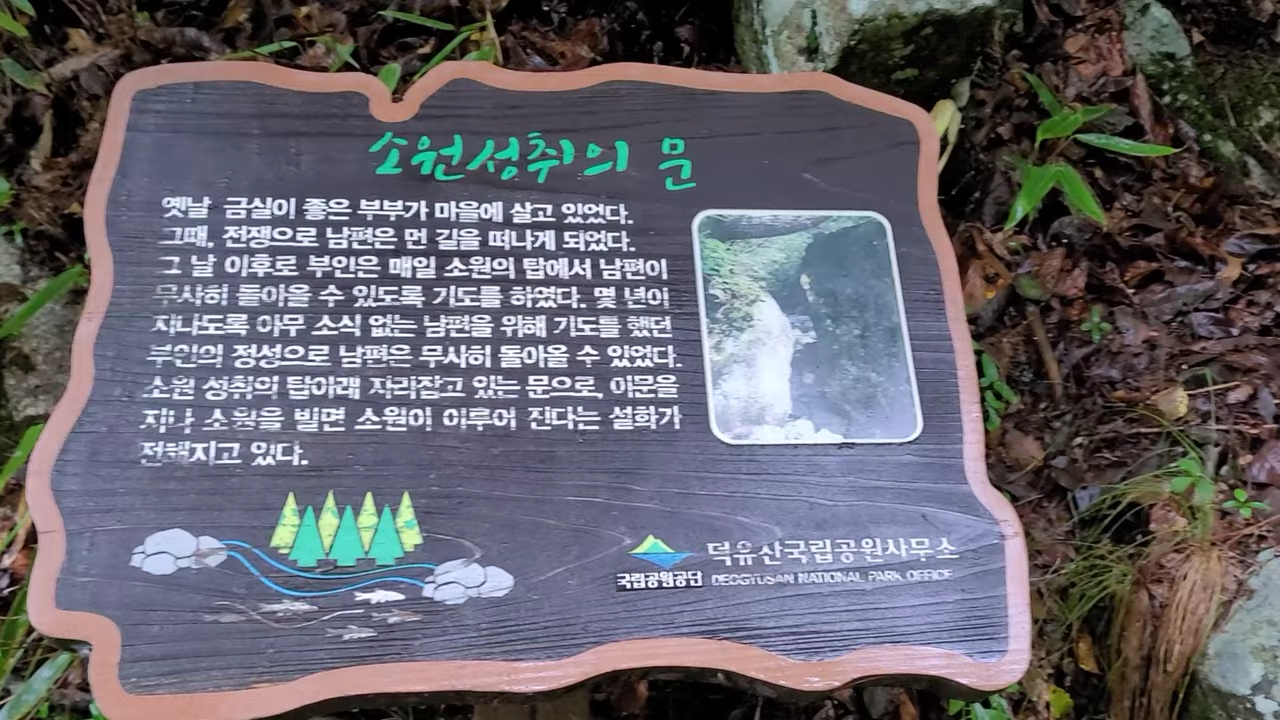 소원성취의 문
옛날 금실이 좋은 부부가 마을에 살고 있었다.
그때, 전쟁으로 남편은 먼 길을 떠나게 되었다.
그 날 이후로 부인은 매일 소원의 탑에서 남편이
무사히 돌아올 수 있도록 기도를 하였다. 몇 년이
지나도록 아무 소식 없는 남편을 위해 기도를 했던
부인의 정성으로 남편은 무사히 돌아올 수 있었다.
소원 성취의 탑아래 자리잡고 있는 문으로, 이문을
지나 소원을 빌면 소원이 이루어 진다는 설화가
전해지고 있다.
국립공원공단
덕유산국립공원사무소
DEOGYUSAN NATIONAL PARK OFFICE